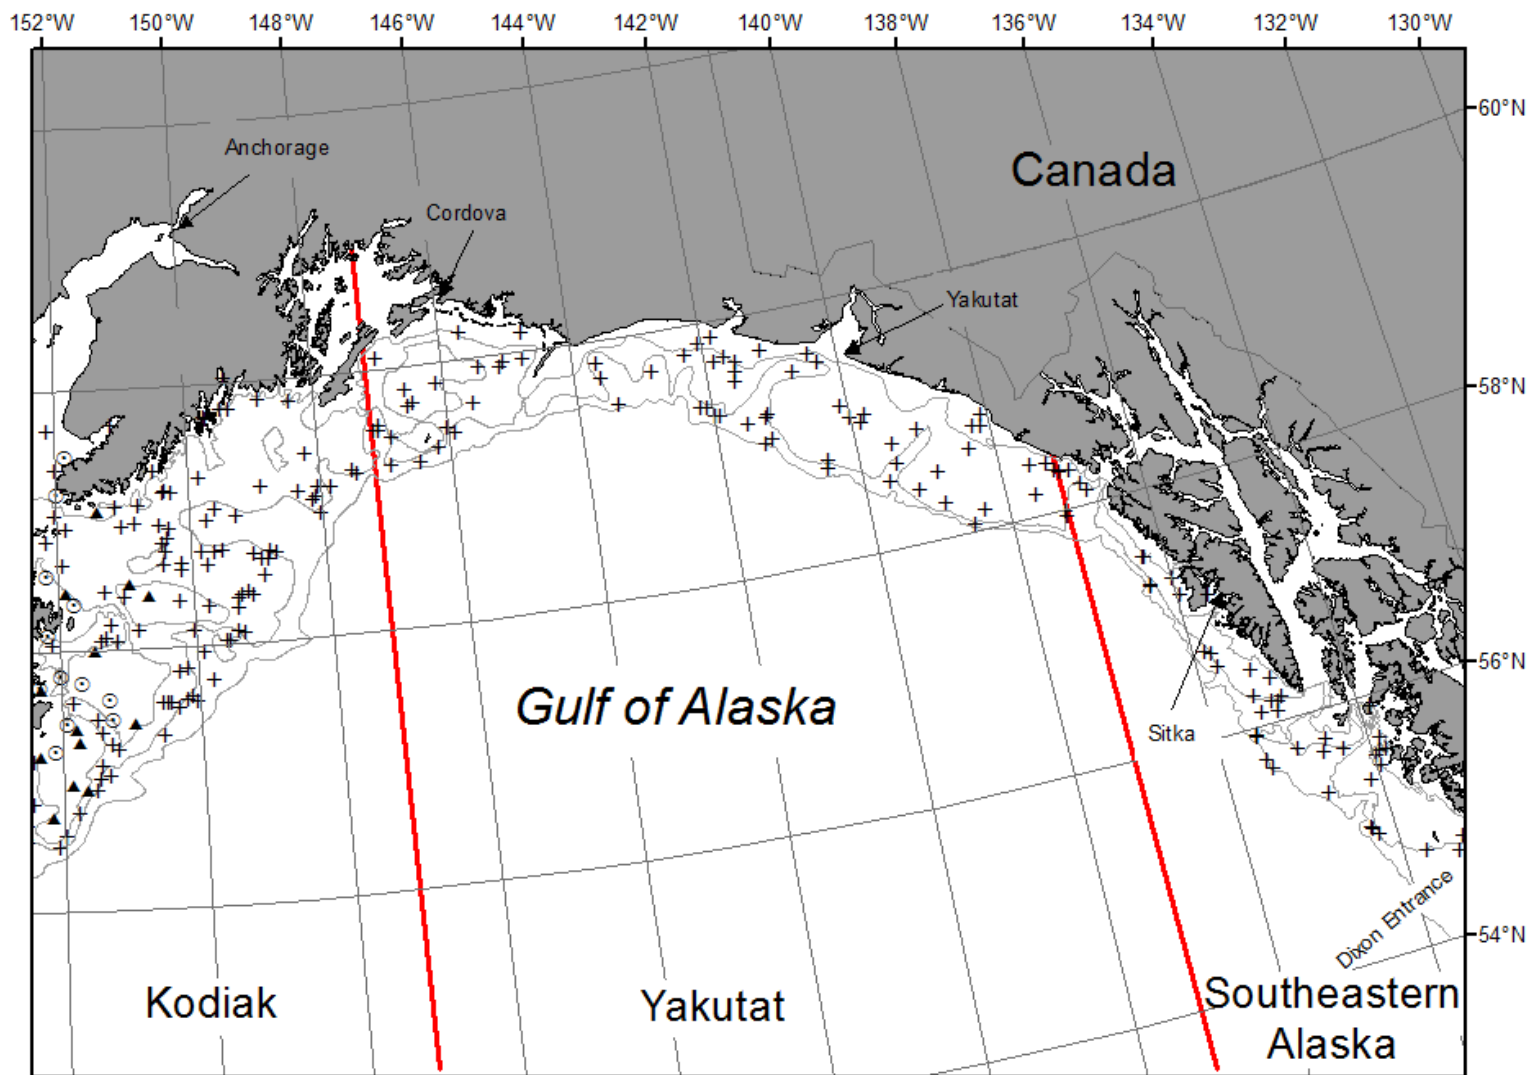 152°W 150°W 148°W 146°W 144°W 142°W 140°W 138°W 136°W 134°W 132°W 130°W
60°N
Anchorage
Canada
Cordova
Yakutat
58°N
56°N
Gulf of Alaska
Sitka
Dixon Entrance
54°N
Kodiak
Yakutat
Southeastern
Alaska